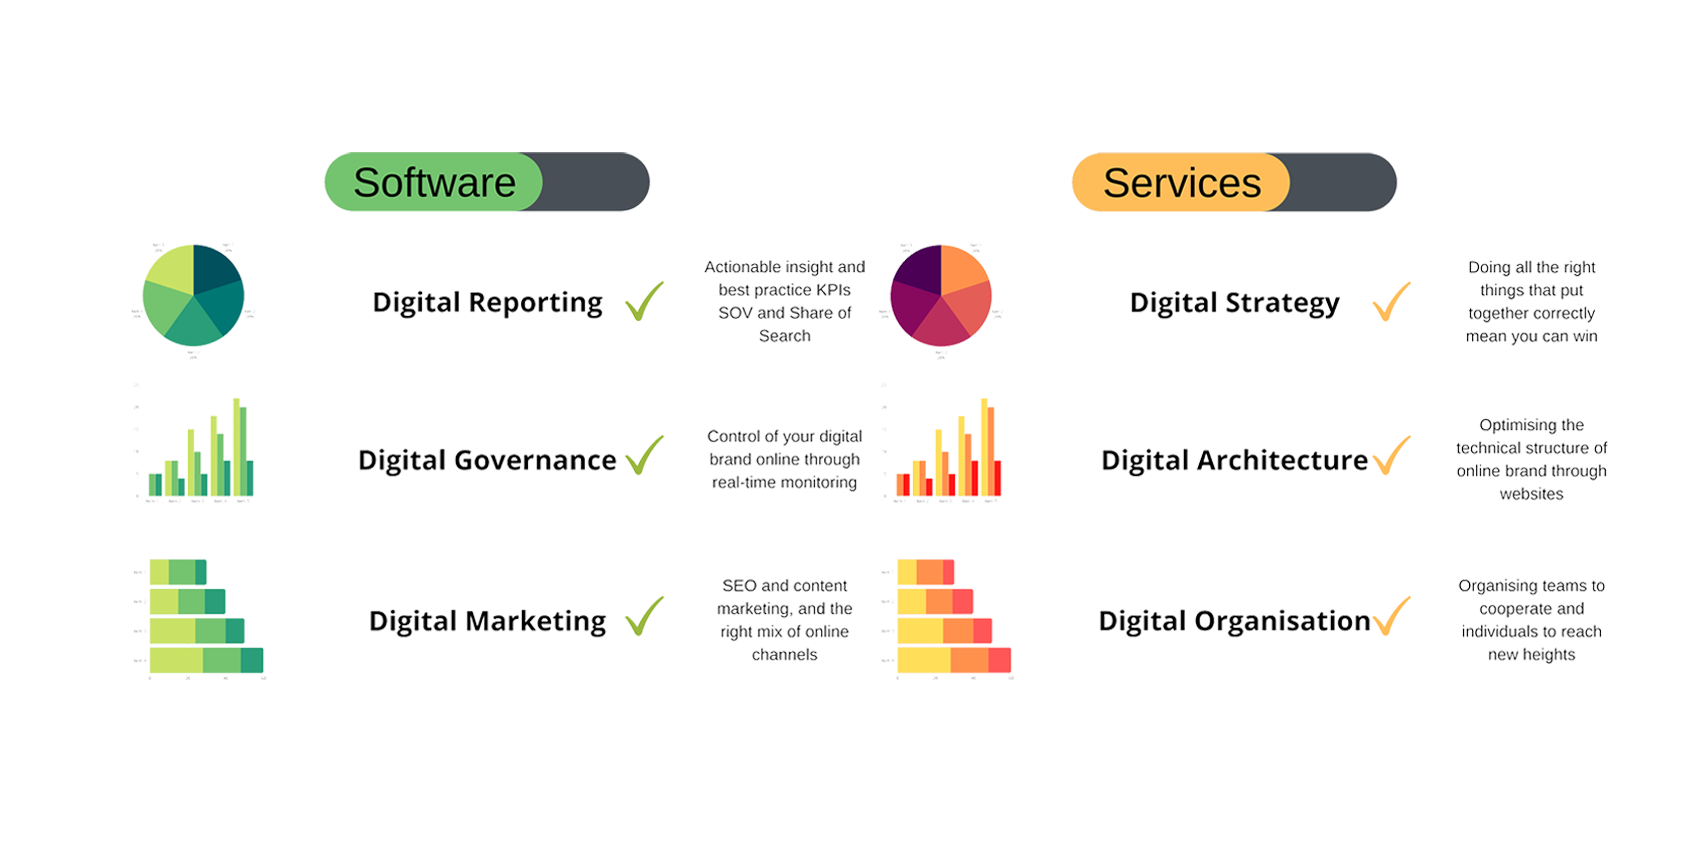 Software
Digital Reporting
Actionable insight and
best practice KPIs
SOV and Share of
Search
Digital Governance
Control of your digital
brand online through
real-time monitoring
Digital Marketing
SEO and content
marketing, and the
right mix of online
channels
Services
Digital Strategy
Doing all the right
things that put
together correctly
mean you can win
Digital Architecture
Optimising the
technical structure of
online brand through
websites
Digital Organisation
Organising teams to
cooperate and
individuals to reach
new heights